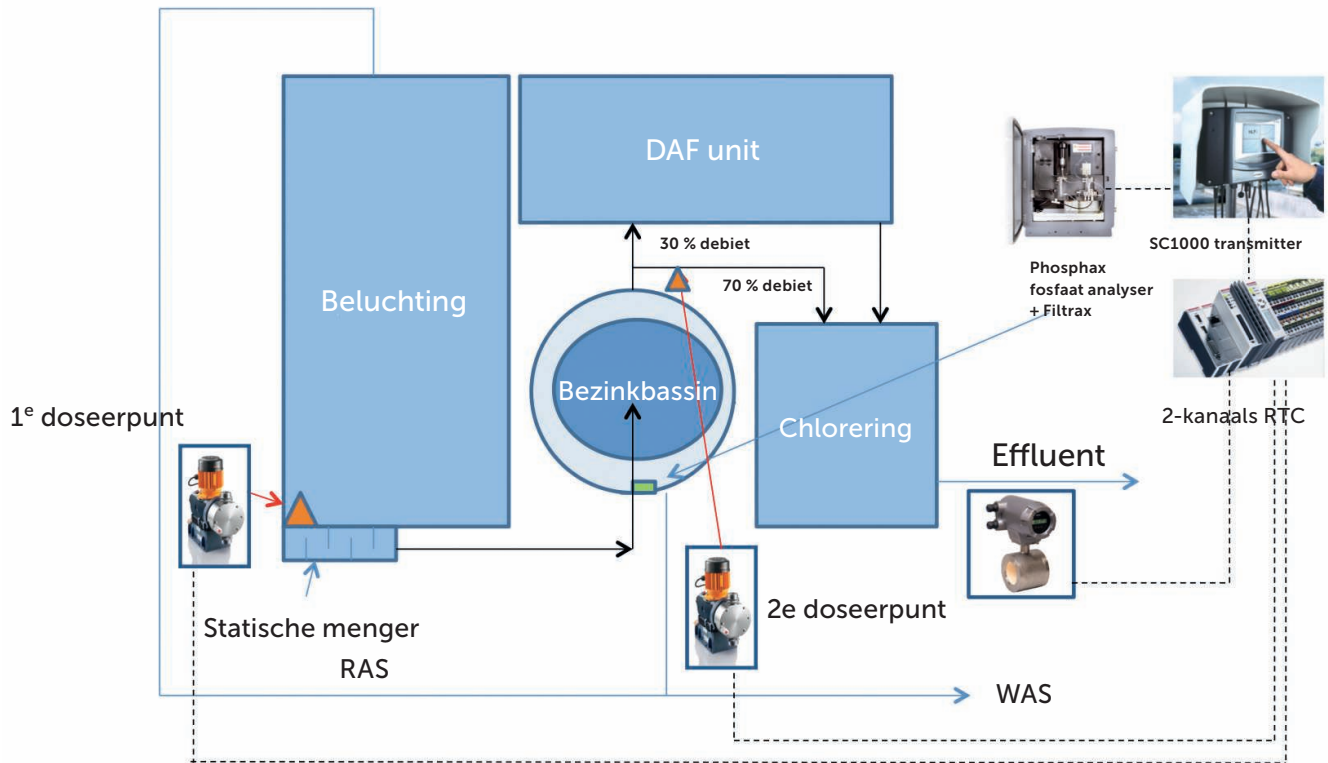 DAF unit
30 % debiet
SC1000 transmitter
Phosphax
fosfaat analyser
+ Filtrax
70 % debiet
Beluchting
Bezinkbassin
1e doseerpunt
Chlorering
2-kanaals RTC
Effluent
2e doseerpunt
Statische menger
RAS
WAS